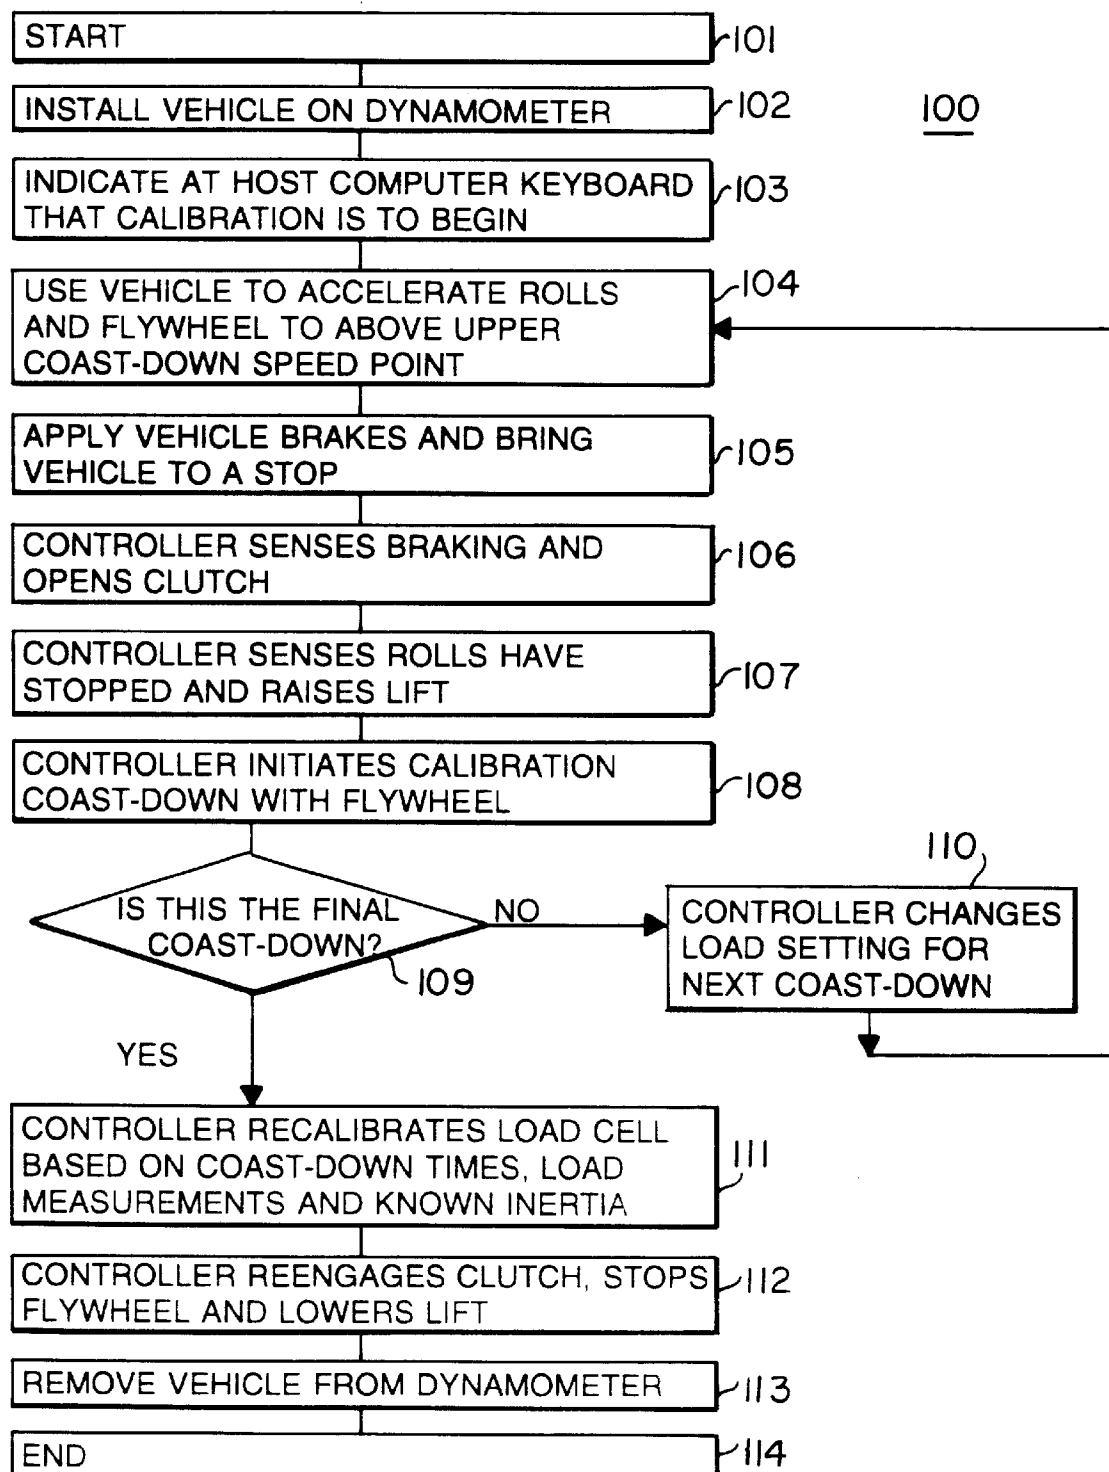 START
101
INSTALL VEHICLE ON DYNAMOMETER
102
100
INDICATE AT HOST COMPUTER KEYBOARD
THAT CALIBRATION IS TO BEGIN
103
USE VEHICLE TO ACCELERATE ROLLS
AND FLYWHEEL TO ABOVE UPPER
COAST-DOWN SPEED POINT
104
APPLY VEHICLE BRAKES AND BRING
VEHICLE TO A STOP
105
CONTROLLER SENSES BRAKING AND
OPENS CLUTCH
106
CONTROLLER SENSES ROLLS HAVE
STOPPED AND RAISES LIFT
107
CONTROLLER INITIATES CALIBRATION
COAST-DOWN WITH FLYWHEEL
108
IS THIS THE FINAL
COAST-DOWN?
109
NO
110
CONTROLLER CHANGES
LOAD SETTING FOR
NEXT COAST-DOWN
YES
CONTROLLER RECALIBRATES LOAD CELL
BASED ON COAST-DOWN TIMES, LOAD
MEASUREMENTS AND KNOWN INERTIA
111
CONTROLLER REENGAGES CLUTCH, STOPS
FLYWHEEL AND LOWERS LIFT
112
REMOVE VEHICLE FROM DYNAMOMETER
113
END
114